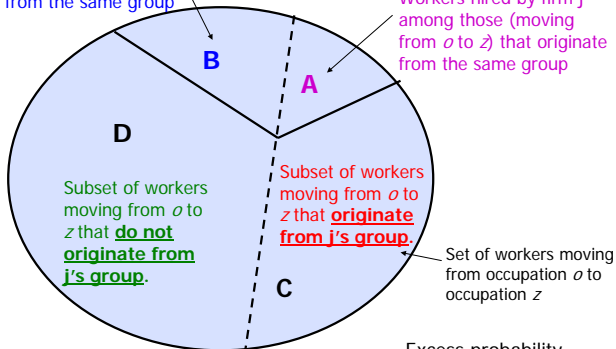 from the same group
Workers hired by firm j
among those (moving
from o to z) that originate
from the same group
B
A
D
Subset of workers
moving from o to
z that do not
originate from
j's group.
Subset of workers
moving from o to
z that originate
from j's group.
C
Set of workers moving
from occupation o to
occupation z
Excess probability